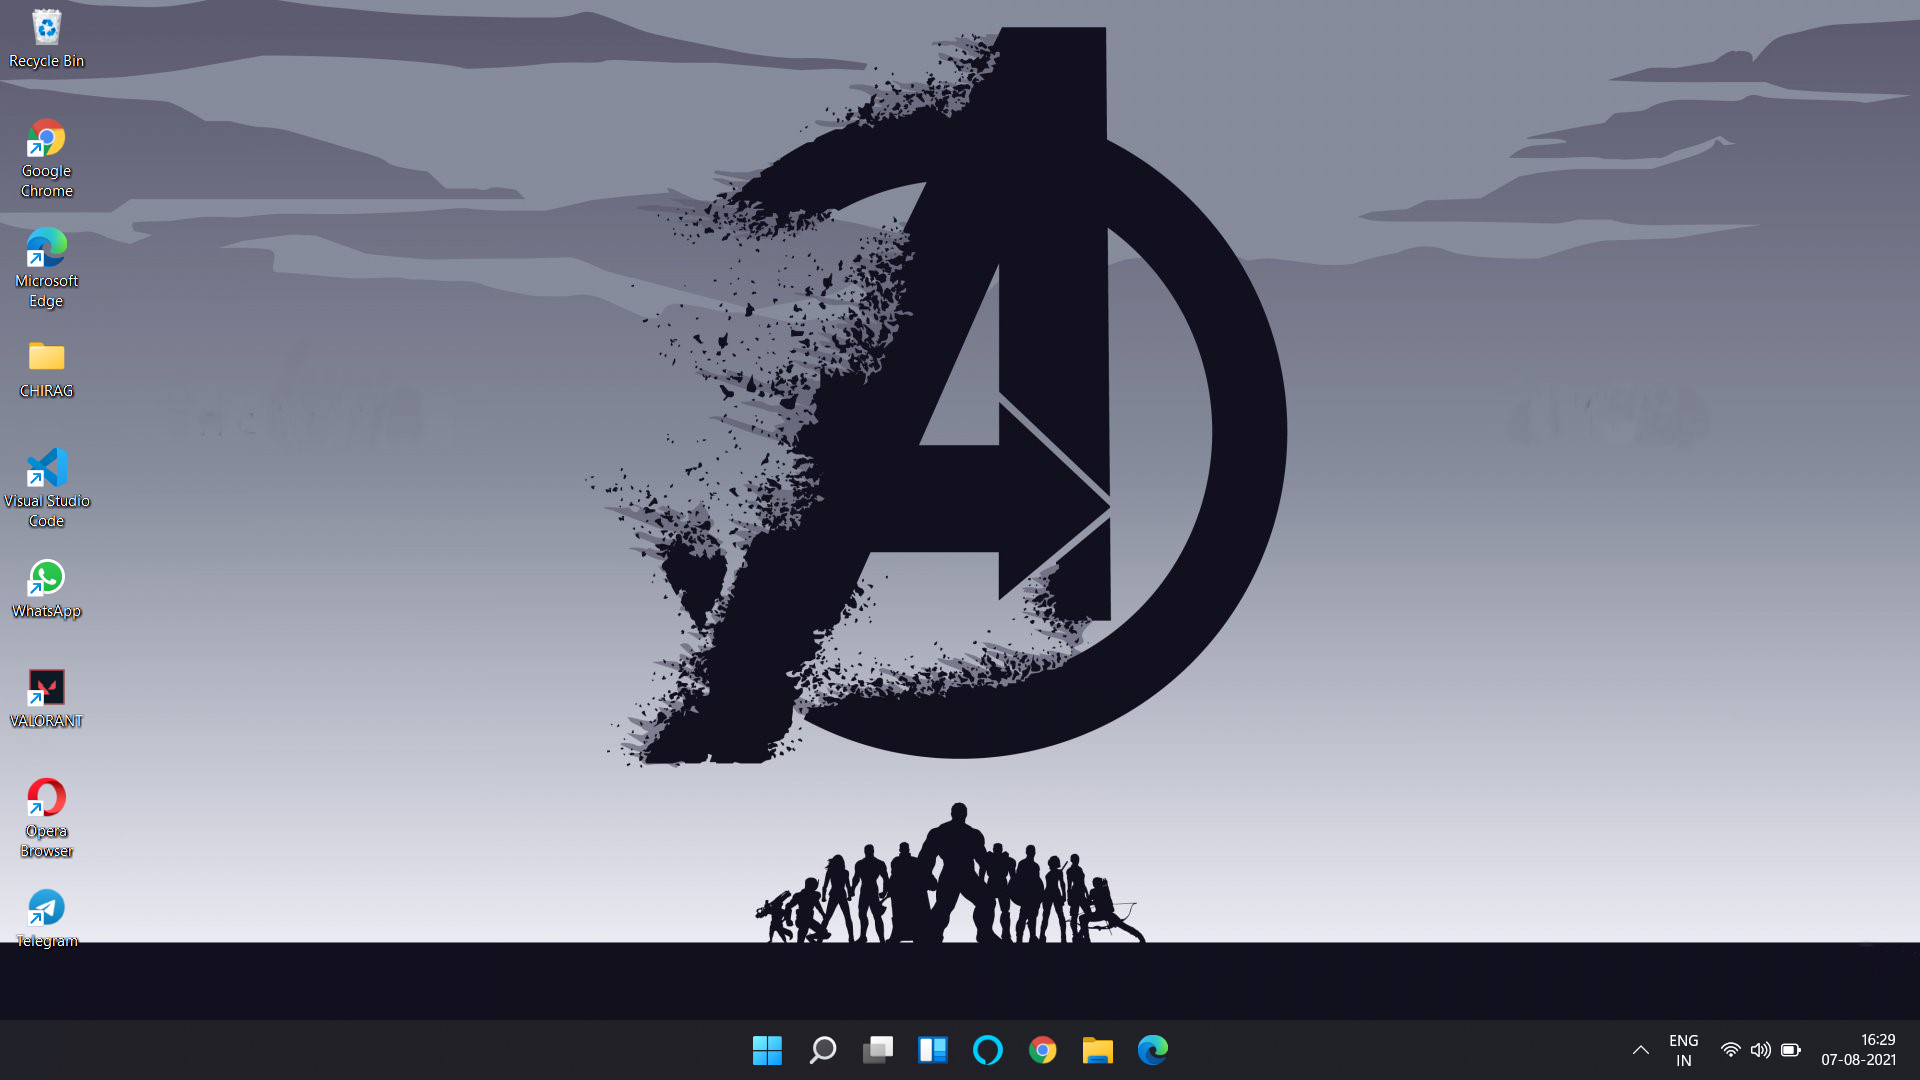 Recycle Bin
Google
Chrome
Microsoft
Edge
CHIRAG
Visual Studio
Code
WhatsApp
VALORANT
Opera
Browser
Telegram
ENG
IN
16:29
07-08-2021